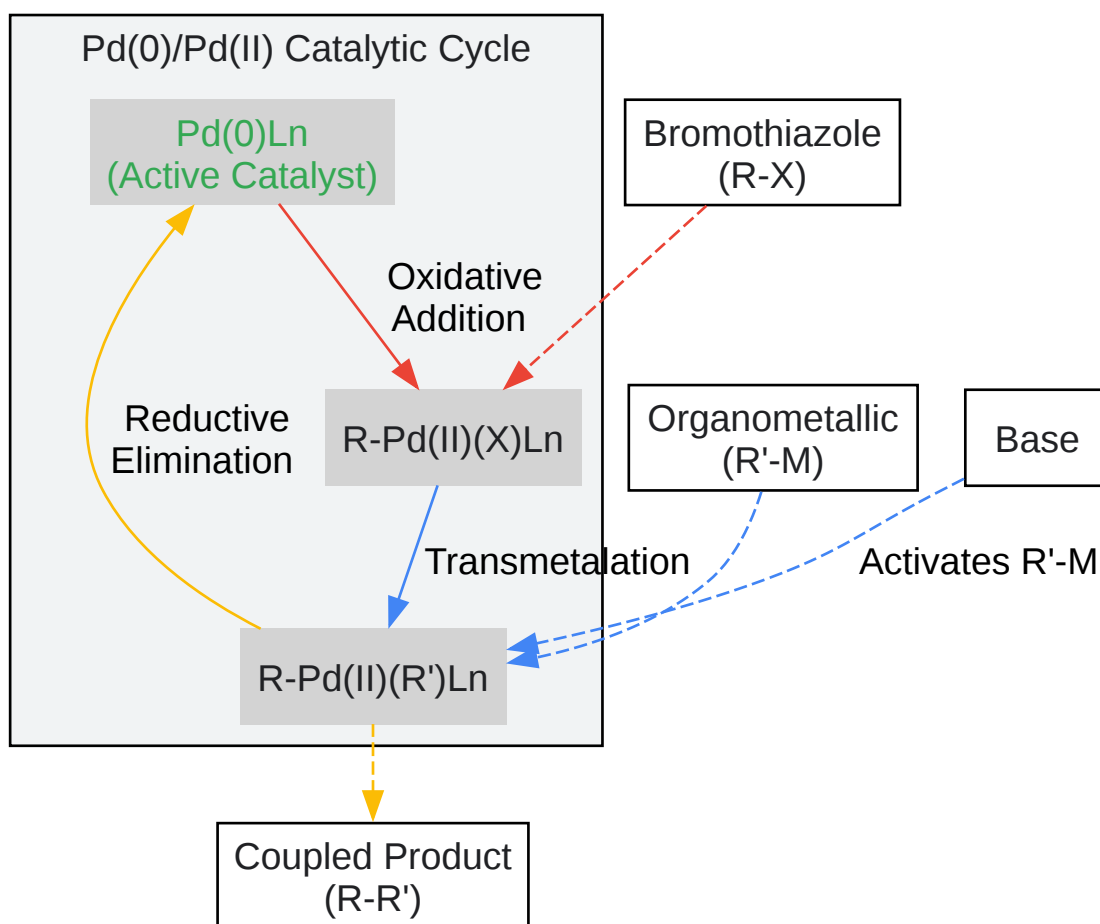 Pd(0)/Pd(II) Catalytic Cycle
Pd(0)Ln
(Active Catalyst)
Bromothiazole
(R-X)
Oxidative
Addition
Reductive
Elimination
R-Pd(II)(X)Ln
Organometallic
(R'-M)
Base
Transmetalation
Activates R'-M
R-Pd(II)(R')Ln
Coupled Product
(R-R')